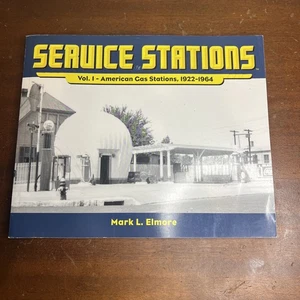 SERVICE STATIONS
Vol. I - American Gas Stations, 1922-1964
Mark L. Elmore